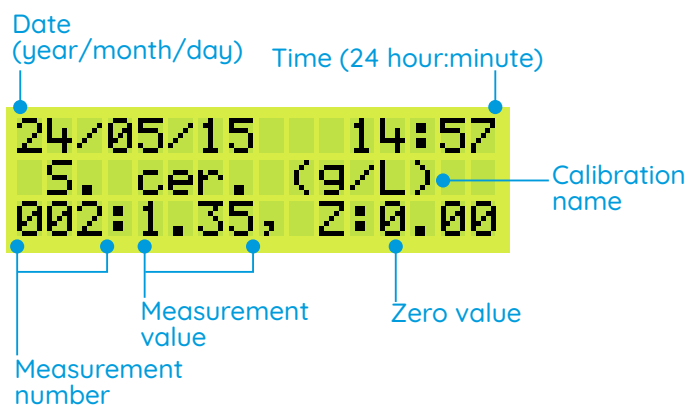 Date
(year/month/day)
Time (24 hour:minute)
24/05/15 14:57
S. cer. (g/L)
Calibration
name
002:1.35, Z:0.00
Measurement
value
Zero value
Measurement
number